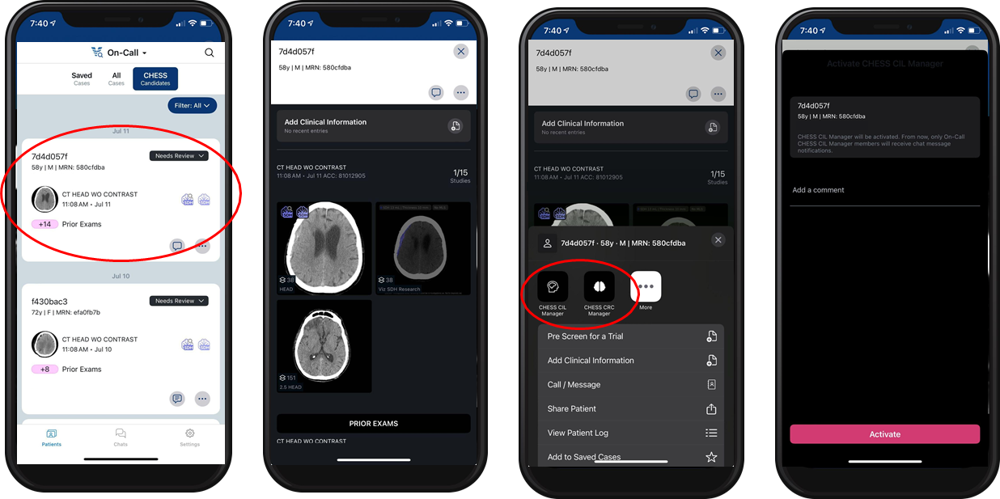 7:40
On-Call
Saved
Cases
All
Cases
CHESS
Candidates
Filter: All
Jul 11
7d4d057f
Needs Review
58y | M | MRN: 580cfdba
CT HEAD WO CONTRAST
11:08 AM • Jul 11
SDH
SDH
+14 Prior Exams
Jul 10
f430bac3
Needs Review
72y | F | MRN: efa0fb7b
CT HEAD WO CONTRAST
11:08 AM • Jul 10
SDH
SDH
+8 Prior Exams
Patients
Chats
Settings
7:40
7d4d057f
58y | M | MRN: 580cfdba
Add Clinical Information
No recent entries
CT HEAD WO CONTRAST
11:08 AM • Jul 11 ACC: 81012905
1/15
Studies
SDH
SDH
38
HEAD
38
Viz SDH Research
151
2.5 HEAD
PRIOR EXAMS
CT HEAD WO CONTRAST
7:40
7d4d057f
58y | M | MRN: 580cfdba
Add Clinical Information
No recent entries
CT HEAD WO CONTRAST
11:08 AM • Jul 11 ACC: 81012905
1/15
Studies
SDH
SDH
7d4d057f · 58y · M | MRN: 580cfdba
CHESS CIL
Manager
CHESS CRC
Manager
More
Pre Screen for a Trial
Add Clinical Information
Call / Message
Share Patient
View Patient Log
Add to Saved Cases
7:40
Activate CHESS CIL Manager
7d4d057f
58y | M | MRN: 580cfdba
CHESS CIL Manager will be activated. From now, only On-Call
CHESS CIL Manager members will receive chat message
notifications.
Add a comment
Activate